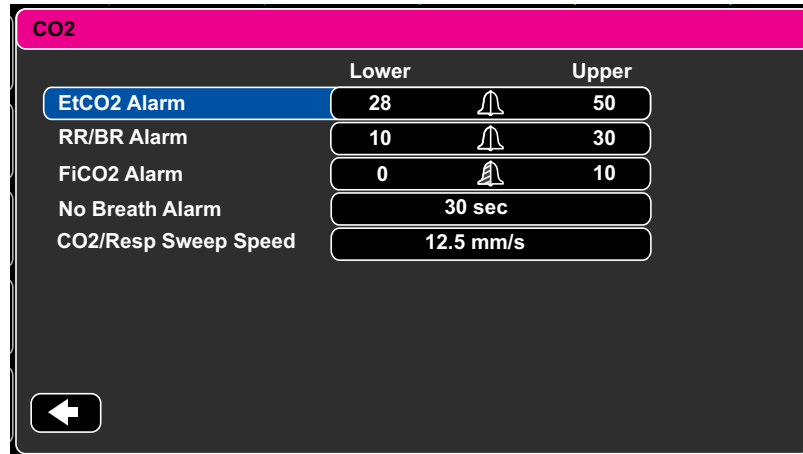 CO2
Lower Upper
EtCO2 Alarm 28 50
RR/BR Alarm 10 30
FiCO2 Alarm 0 10
No Breath Alarm 30 sec
CO2/Resp Sweep Speed 12.5 mm/s